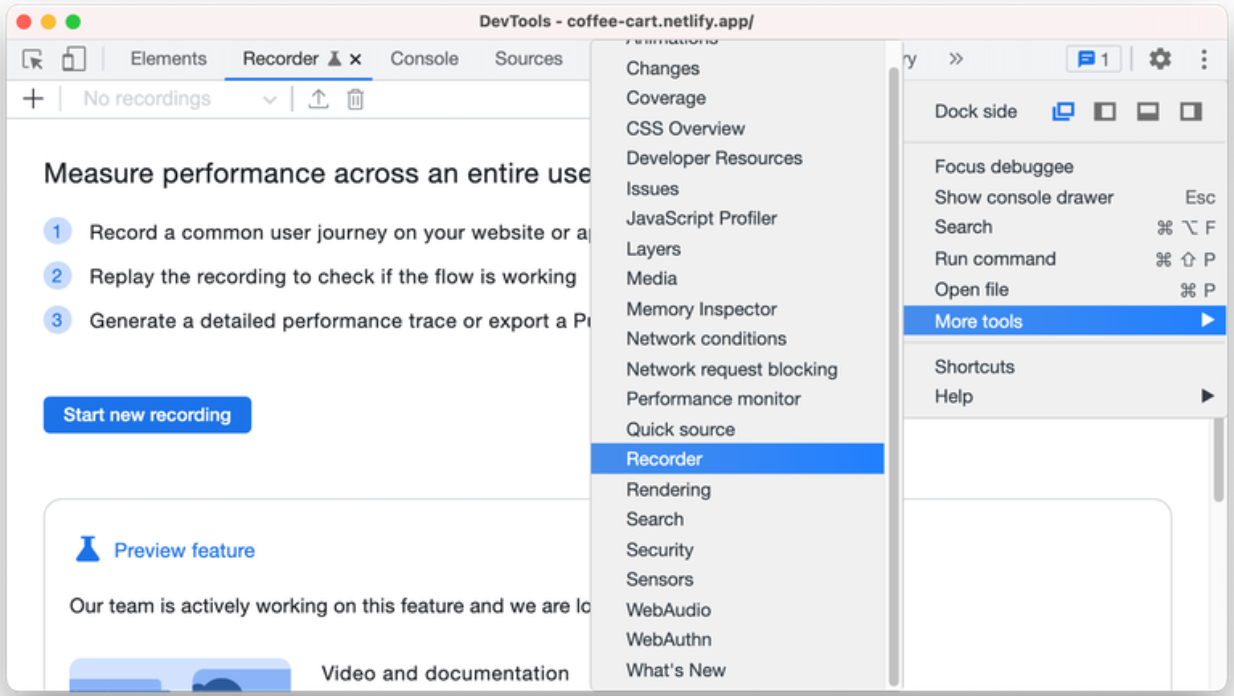 DevTools - coffee-cart.netlify.app/
Elements
Recorder
Console
Sources
ry
1
No recordings
Measure performance across an entire use
1 Record a common user journey on your website or a
2 Replay the recording to check if the flow is working
3 Generate a detailed performance trace or export a P
Start new recording
Preview feature
Our team is actively working on this feature and we are lo
Video and documentation
Animations
Changes
Coverage
CSS Overview
Developer Resources
Issues
JavaScript Profiler
Layers
Media
Memory Inspector
Network conditions
Network request blocking
Performance monitor
Quick source
Recorder
Rendering
Search
Security
Sensors
WebAudio
WebAuthn
What's New
Dock side
Focus debuggee
Show console drawer Esc
Search ⌘ ⌥ F
Run command ⌘ ⇧ P
Open file ⌘ P
More tools
Shortcuts
Help